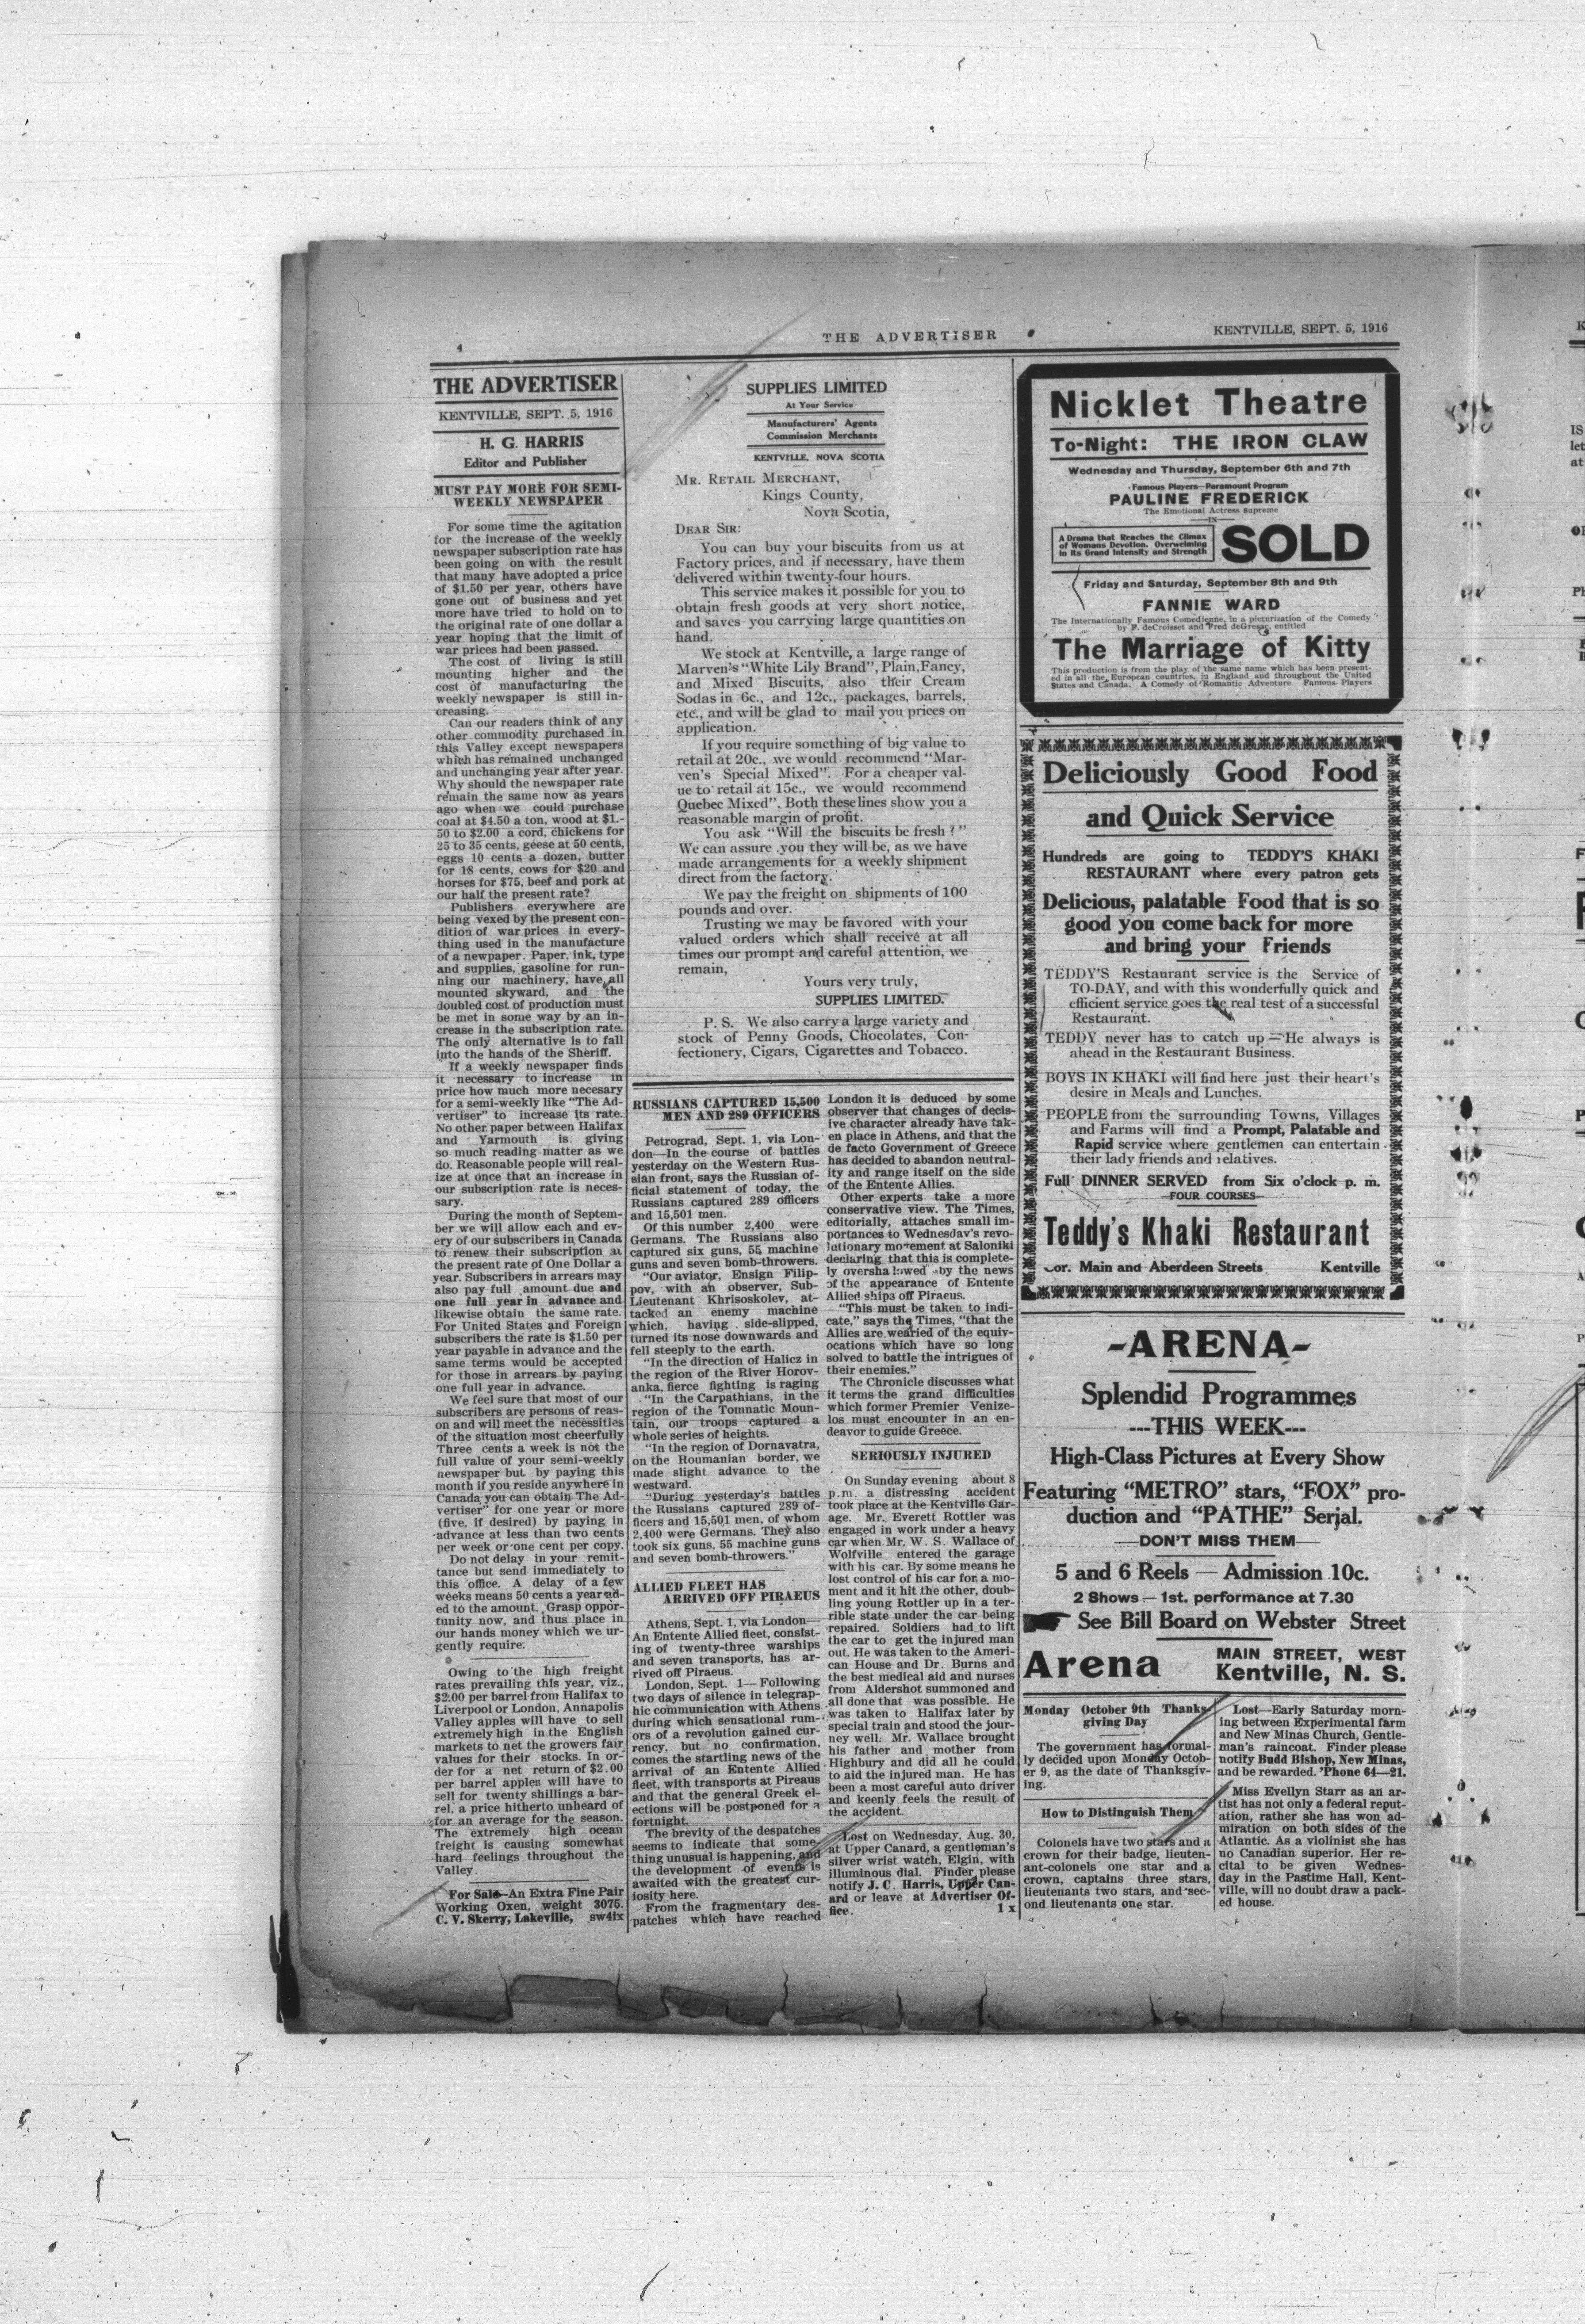 4
THE ADVERTISER
KENTVILLE, SEPT. 5, 1916
THE ADVERTISER
KENTVILLE, SEPT. 5, 1916
H. G. HARRIS
Editor and Publisher
MUST PAY MORE FOR SEMI-
WEEKLY NEWSPAPER
For some time the agitation
for the increase of the weekly
newspaper subscription rate has
been going on with the result
that many have adopted a price
of $1.50 per year, others have
gone out of business and yet
more have tried to hold on to
the original rate of one dollar a
year hoping that the limit of
war prices had been passed.
The cost of living is still
mounting higher and the
cost of manufacturing the
weekly newspaper is still in-
creasing.
Can our readers think of any
other commodity purchased in
this Valley except newspapers
which has remained unchanged
and unchanging year after year.
Why should the newspaper rate
remain the same now as years
ago when we could purchase
coal at $4.50 a ton, wood at $1.-
50 to $2.00 a cord, chickens for
25 to 35 cents, geese at 50 cents,
eggs 10 cents a dozen, butter
for 18 cents, cows for $20 and
horses for $75, beef and pork at
our half the present rate?
Publishers everywhere are
being vexed by the present con-
dition of war prices in every-
thing used in the manufacture
of a newpaper. Paper, ink, type
and supplies, gasoline for run-
ning our machinery, have all
mounted skyward, and the
doubled cost of production must
be met in some way by an in-
crease in the subscription rate.
The only alternative is to fall
into the hands of the Sheriff.
If a weekly newspaper finds
it necessary to increase in
price how much more necesary
for a semi-weekly like "The Ad-
vertiser" to increase its rate.
No other paper between Halifax
and Yarmouth is giving
so much reading matter as we
do. Reasonable people will real-
ize at once that an increase in
our subscription rate is neces-
sary.
During the month of Septem-
ber we will allow each and ev-
ery of our subscribers in Canada
to renew their subscription at
the present rate of One Dollar a
year. Subscribers in arrears may
also pay full amount due and
one full year in advance and
likewise obtain the same rate.
For United States and Foreign
subscribers the rate is $1.50 per
year payable in advance and the
same terms would be accepted
for those in arrears by paying
one full year in advance.
We feel sure that most of our
subscribers are persons of reas-
on and will meet the necessities
of the situation most cheerfully
Three cents a week is not the
full value of your semi-weekly
newspaper but by paying this
month if you reside anywhere in
Canada you can obtain The Ad-
vertiser" for one year or more
(five, if desired) by paying in
advance at less than two cents
per week or one cent per copy.
Do not delay in your remit-
tance but send immediately to
this office. A delay of a few
weeks means 50 cents a year ad-
ed to the amount. Grasp oppor-
tunity now, and thus place in
our hands money which we ur-
gently require.
Owing to the high freight
rates prevailing this year, viz.,
$2.00 per barrel from Halifax to
Liverpool or London, Annapolis
Valley apples will have to sell
extremely high in the English
markets to net the growers fair
values for their stocks. In or-
der for a net return of $2.00
per barrel apples will have to
sell for twenty shillings a bar-
rel, a price hitherto unheard of
for an average for the season.
The extremely high ocean
freight is causing somewhat
hard feelings throughout the
Valley.
For Sale—An Extra Fine Pair
Working Oxen, weight 3075.
C. V. Skerry, Lakeville, sw4ix
SUPPLIES LIMITED
At Your Service
Manufacturers' Agents
Commission Merchants
KENTVILLE, NOVA SCOTIA
MR. RETAIL MERCHANT,
Kings County,
Nova Scotia,
DEAR SIR:
You can buy your biscuits from us at
Factory prices, and if necessary, have them
delivered within twenty-four hours.
This service makes it possible for you to
obtain fresh goods at very short notice,
and saves you carrying large quantities on
hand.
We stock at Kentville, a large range of
Marven's "White Lily Brand", Plain, Fancy,
and Mixed Biscuits, also their Cream
Sodas in 6c., and 12c., packages, barrels,
etc., and will be glad to mail you prices on
application.
If you require something of big value to
retail at 20c., we would recommend "Mar-
ven's Special Mixed". For a cheaper val-
ue to retail at 15c., we would recommend
Quebec Mixed". Both these lines show you a
reasonable margin of profit.
You ask "Will the biscuits be fresh?"
We can assure you they will be, as we have
made arrangements for a weekly shipment
direct from the factory.
We pay the freight on shipments of 100
pounds and over.
Trusting we may be favored with your
valued orders which shall receive at all
times our prompt and careful attention, we
remain,
Yours very truly,
SUPPLIES LIMITED.
P. S. We also carry a large variety and
stock of Penny Goods, Chocolates, Con-
fectionery, Cigars, Cigarettes and Tobacco.
RUSSIANS CAPTURED 15,500
MEN AND 289 OFFICERS
Petrograd, Sept. 1, via Lon-
don—In the course of battles
yesterday on the Western Rus-
sian front, says the Russian of-
ficial statement of today, the
Russians captured 289 officers
and 15,501 men.
Of this number 2,400 were
Germans. The Russians also
captured six guns, 55 machine
guns and seven bomb-throwers.
"Our aviator, Ensign Filip-
pov, with an observer, Sub-
Lieutenant Khrisoskolev, at-
tacked an enemy machine
which, having side-slipped,
turned its nose downwards and
fell steeply to the earth.
"In the direction of Halicz in
the region of the River Horov-
anka, fierce fighting is raging
"In the Carpathians, in the
region of the Tomnatic Moun-
tain, our troops captured a
whole series of heights.
"In the region of Dornavatra,
on the Roumanian border, we
made slight advance to the
westward.
"During yesterday's battles
the Russians captured 289 of-
ficers and 15,501 men, of whom
2,400 were Germans. They also
took six guns, 55 machine guns
and seven bomb-throwers."
ALLIED FLEET HAS
ARRIVED OFF PIRAEUS
Athens, Sept. 1, via London—
An Entente Allied fleet, consist-
ing of twenty-three warships
and seven transports, has ar-
rived off Piraeus.
London, Sept. 1— Following
two days of silence in telegrap-
hic communication with Athens
during which sensational rum-
ors of a revolution gained cur-
rency, but no confirmation,
comes the startling news of the
arrival of an Entente Allied
fleet, with transports at Pireaus
and that the general Greek el-
ections will be postponed for a
fortnight.
The brevity of the despatches
seems to indicate that some-
thing unusual is happening, and
the development of events is
awaited with the greatest cur-
iosity here.
From the fragmentary des-
patches which have reached
London it is deduced by some
observer that changes of decis-
ive character already have tak-
en place in Athens, and that the
de facto Government of Greece
has decided to abandon neutral-
ity and range itself on the side
of the Entente Allies.
Other experts take a more
conservative view. The Times,
editorially, attaches small im-
portances to Wednesday's revo-
lutionary movement at Saloniki
declaring that this is complete-
ly overshadowed by the news
of the appearance of Entente
Allied ships off Piraeus.
"This must be taken to indi-
cate," says the Times, "that the
Allies are wearied of the equiv-
ocations which have so long
solved to battle the intrigues of
their enemies."
The Chronicle discusses what
it terms the grand difficulties
which former Premier Venize-
los must encounter in an en-
deavor to guide Greece.
SERIOUSLY INJURED
On Sunday evening about 8
p.m. a distressing accident
took place at the Kentville Gar-
age. Mr. Everett Rottler was
engaged in work under a heavy
car when Mr. W. S. Wallace of
Wolfville entered the garage
with his car. By some means he
lost control of his car for a mo-
ment and it hit the other, doub-
ling young Rottler up in a ter-
rible state under the car being
repaired. Soldiers had to lift
the car to get the injured man
out. He was taken to the Ameri-
can House and Dr. Burns and
the best medical aid and nurses
from Aldershot summoned and
all done that was possible. He
was taken to Halifax later by
special train and stood the jour-
ney well. Mr. Wallace brought
his father and mother from
Highbury and did all he could
to aid the injured man. He has
been a most careful auto driver
and keenly feels the result of
the accident.
Lost on Wednesday, Aug. 30,
at Upper Canard, a gentleman's
silver wrist watch, Elgin, with
illuminous dial. Finder please
notify J. C. Harris, Upper Can-
ard or leave at Advertiser Of-
fice. 1 x
Nicklet Theatre
To-Night: THE IRON CLAW
Wednesday and Thursday, September 6th and 7th
Famous Players—Paramount Program
PAULINE FREDERICK
The Emotional Actress Supreme
—IN—
A Drama that Reaches the Climax
of Womans Devotion. Overwelming
in its Grand Intensity and Strength
SOLD
Friday and Saturday, September 8th and 9th
FANNIE WARD
The Internationally Famous Comedienne, in a picturization of the Comedy
by F. deCroisset and Fred deGresac, entitled
The Marriage of Kitty
This production is from the play of the same name which has been present-
ed in all the European countries, in England and throughout the United
States and Canada. A Comedy of Romantic Adventure. Famous Players
Deliciously Good Food
and Quick Service
Hundreds are going to TEDDY'S KHAKI
RESTAURANT where every patron gets
Delicious, palatable Food that is so
good you come back for more
and bring your Friends
TEDDY'S Restaurant service is the Service of
TO-DAY, and with this wonderfully quick and
efficient service goes the real test of a successful
Restaurant.
TEDDY never has to catch up—He always is
ahead in the Restaurant Business.
BOYS IN KHAKI will find here just their heart's
desire in Meals and Lunches.
PEOPLE from the surrounding Towns, Villages
and Farms will find a Prompt, Palatable and
Rapid service where gentlemen can entertain
their lady friends and relatives.
Full DINNER SERVED from Six o'clock p. m.
—FOUR COURSES—
Teddy's Khaki Restaurant
Cor. Main and Aberdeen Streets Kentville
-ARENA-
Splendid Programmes
---THIS WEEK---
High-Class Pictures at Every Show
Featuring "METRO" stars, "FOX" pro-
duction and "PATHE" Serial.
—DON'T MISS THEM—
5 and 6 Reels — Admission 10c.
2 Shows — 1st. performance at 7.30
See Bill Board on Webster Street
Arena
MAIN STREET, WEST
Kentville, N. S.
Monday October 9th Thanks-
giving Day
The government has formal-
ly decided upon Monday Octob-
er 9, as the date of Thanksgiv-
ing.
How to Distinguish Them
Colonels have two stars and a
crown for their badge, lieuten-
ant-colonels one star and a
crown, captains three stars,
lieutenants two stars, and sec-
ond lieutenants one star.
Lost—Early Saturday morn-
ing between Experimental farm
and New Minas Church, Gentle-
man's raincoat. Finder please
notify Budd Bishop, New Minas,
and be rewarded. 'Phone 64—21.
Miss Evellyn Starr as an ar-
tist has not only a federal reput-
ation, rather she has won ad-
miration on both sides of the
Atlantic. As a violinist she has
no Canadian superior. Her re-
cital to be given Wednes-
day in the Pastime Hall, Kent-
ville, will no doubt draw a pack-
ed house.